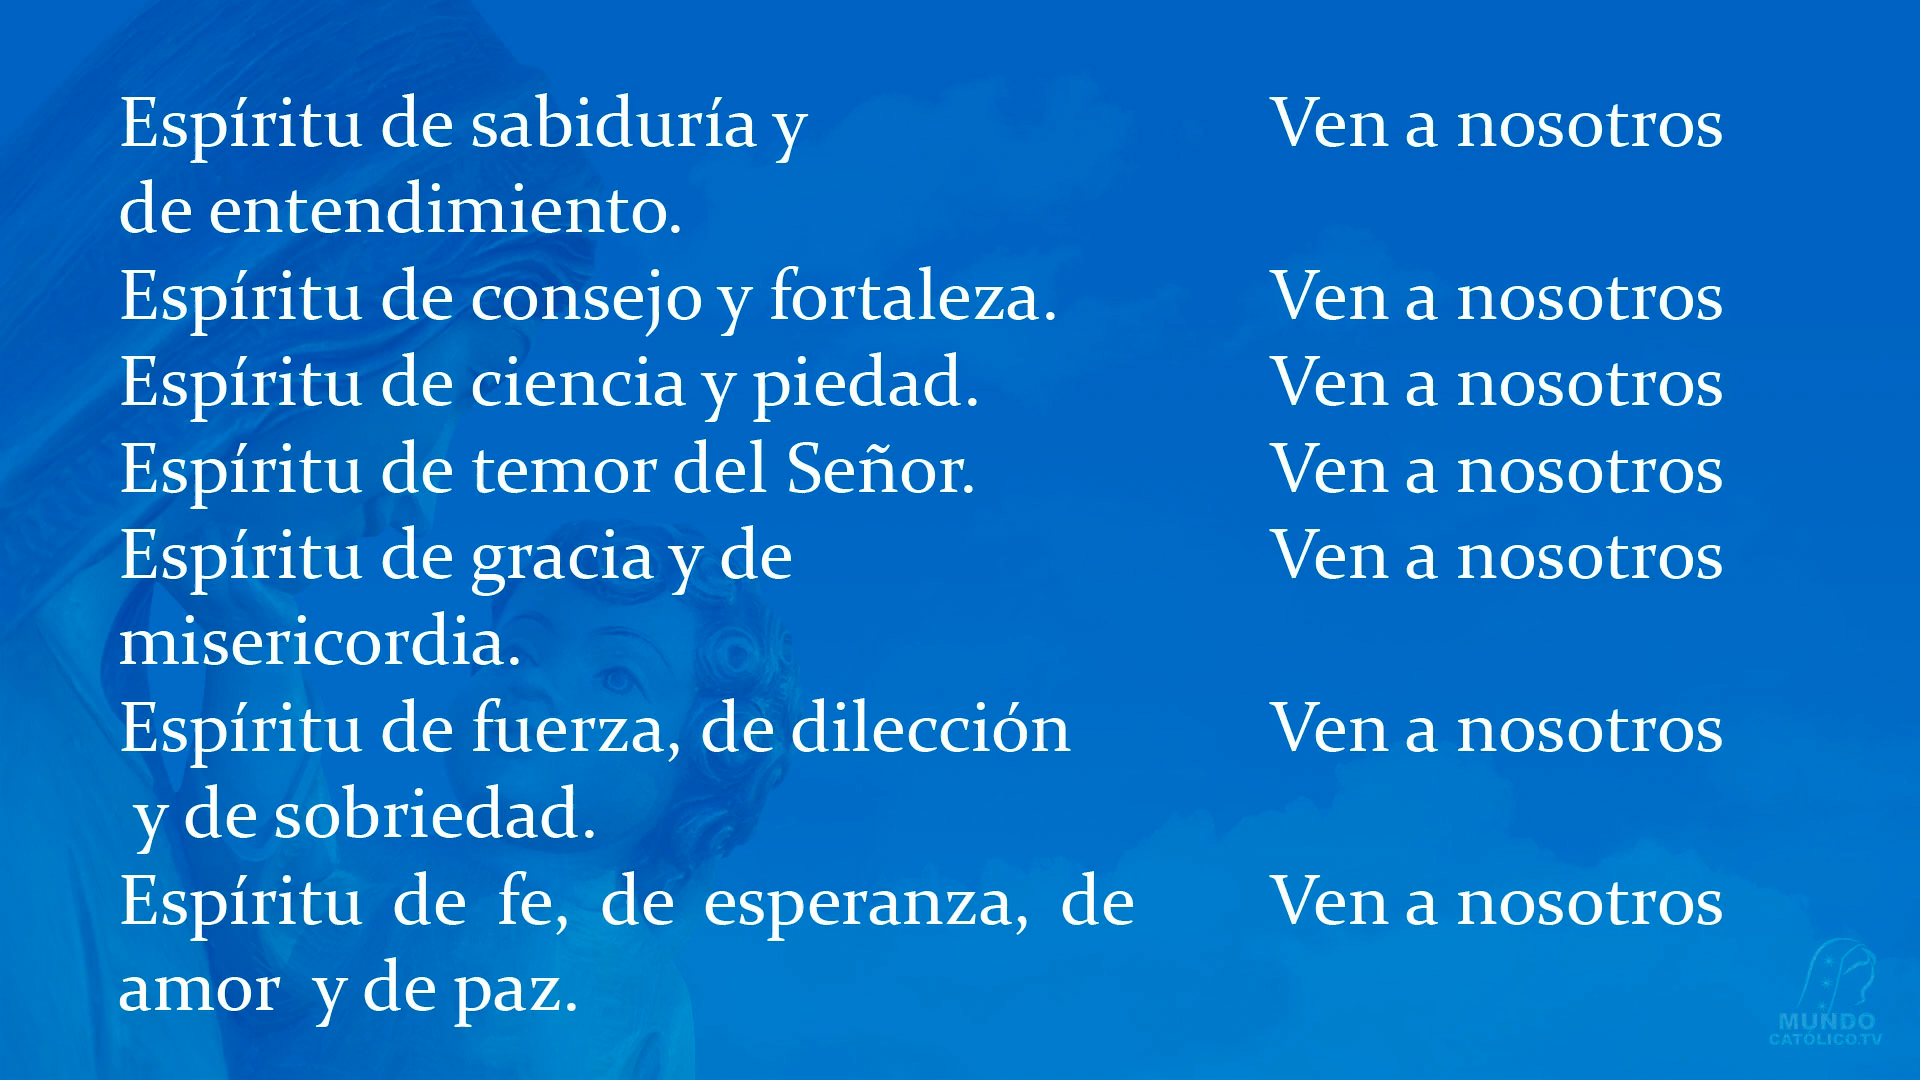 Espíritu de sabiduría y Ven a nosotros
de entendimiento.
Espíritu de consejo y fortaleza. Ven a nosotros
Espíritu de ciencia y piedad. Ven a nosotros
Espíritu de temor del Señor. Ven a nosotros
Espíritu de gracia y de Ven a nosotros
misericordia.
Espíritu de fuerza, de dilección Ven a nosotros
y de sobriedad.
Espíritu de fe, de esperanza, de Ven a nosotros
amor y de paz.
MUNDO
CATÓLICO.TV